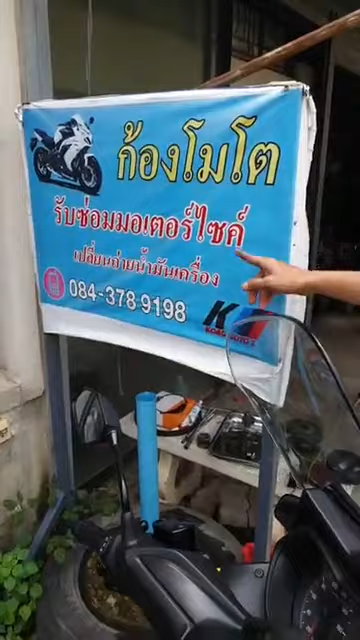 ก้องโมโต
รับซ่อมมอเตอร์ไซค์
เปลี่ยนถ่ายน้ำมันเครื่อง
084-378 9198